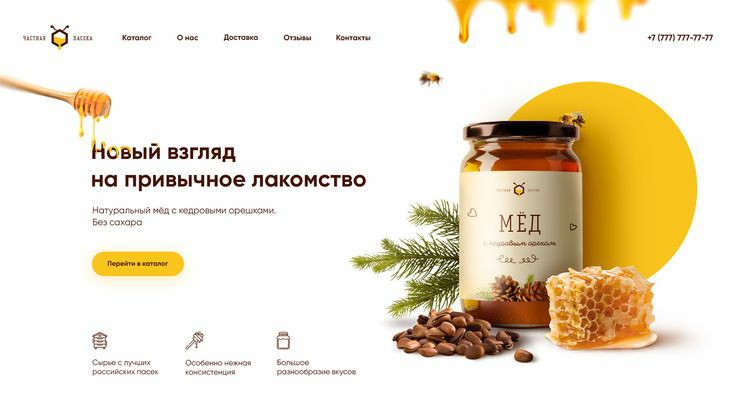 ЧАСТНАЯ ПАСЕКА
Каталог
О нас
Доставка
Отзывы
Контакты
+7 (777) 777-77-77
Новый взгляд
на привычное лакомство
Натуральный мёд с кедровыми орешками.
Без сахара
Перейти в каталог
ЧАСТНАЯ ПАСЕКА
МЁД
с кедровым орехом
Сырье с лучших
российских пасек
Особенно нежная
консистенция
Большое
разнообразие вкусов